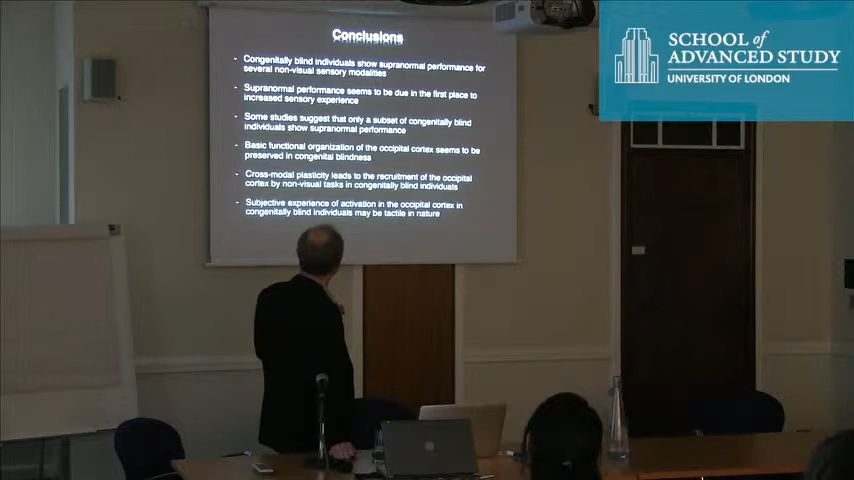 Conclusions
- Congenitally blind individuals show supranormal performance for
several non-visual sensory modalities
- Supranormal performance seems to be due in the first place to
increased sensory experience
- Some studies suggest that only a subset of congenitally blind
individuals show supranormal performance
- Basic functional organization of the occipital cortex seems to be
preserved in congenital blindness
- Cross-modal plasticity leads to the recruitment of the occipital
cortex by non-visual tasks in congenitally blind individuals
- Subjective experience of activation in the occipital cortex in
congenitally blind individuals may be tactile in nature
SCHOOL of
ADVANCED STUDY
UNIVERSITY OF LONDON